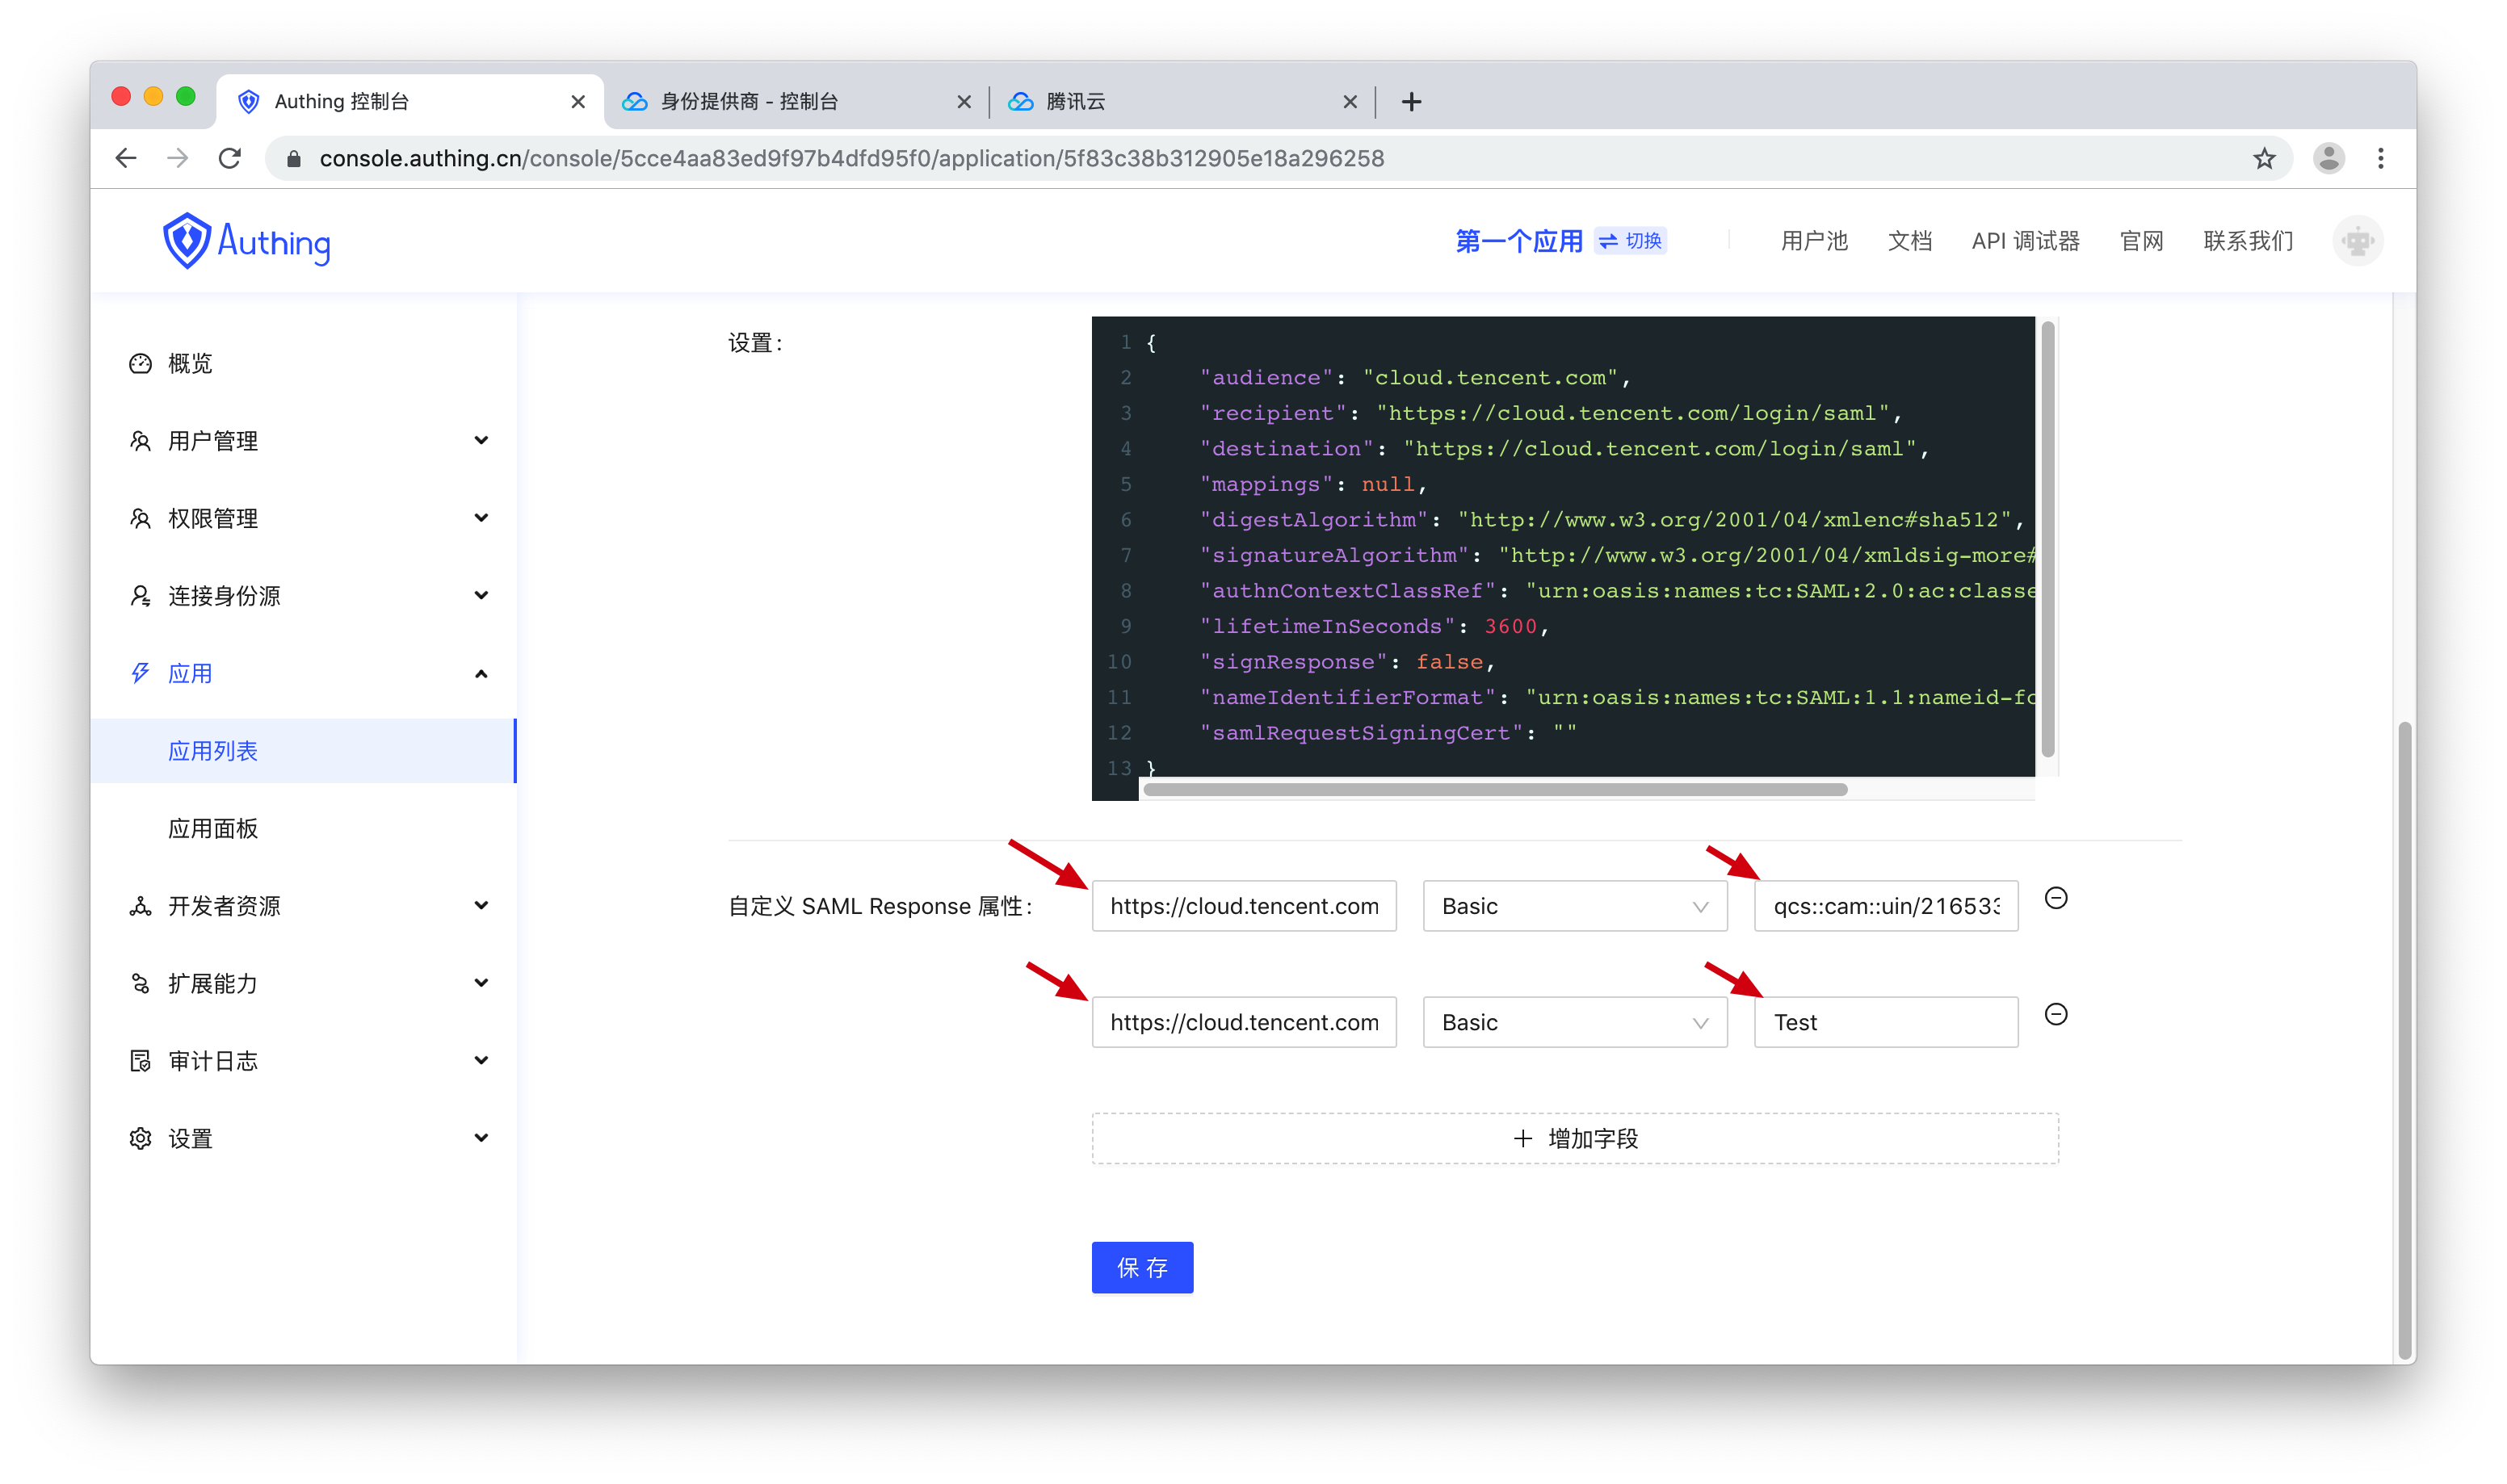 Authing 控制台
身份提供商 - 控制台
腾讯云
console.authing.cn/console/5cce4aa83ed9f97b4dfd95f0/application/5f83c38b312905e18a296258
Authing
第一个应用 切换 用户池 文档 API 调试器 官网 联系我们
概览
用户管理
权限管理
连接身份源
应用
应用列表
应用面板
开发者资源
扩展能力
审计日志
设置
设置：
1 {
2 "audience": "cloud.tencent.com",
3 "recipient": "https://cloud.tencent.com/login/saml",
4 "destination": "https://cloud.tencent.com/login/saml",
5 "mappings": null,
6 "digestAlgorithm": "http://www.w3.org/2001/04/xmlenc#sha512",
7 "signatureAlgorithm": "http://www.w3.org/2001/04/xmldsig-more#
8 "authnContextClassRef": "urn:oasis:names:tc:SAML:2.0:ac:classe
9 "lifetimeInSeconds": 3600,
10 "signResponse": false,
11 "nameIdentifierFormat": "urn:oasis:names:tc:SAML:1.1:nameid-fo
12 "samlRequestSigningCert": ""
13 }
自定义 SAML Response 属性： https://cloud.tencent.com Basic qcs::cam::uin/216533
https://cloud.tencent.com Basic Test
+ 增加字段
保 存